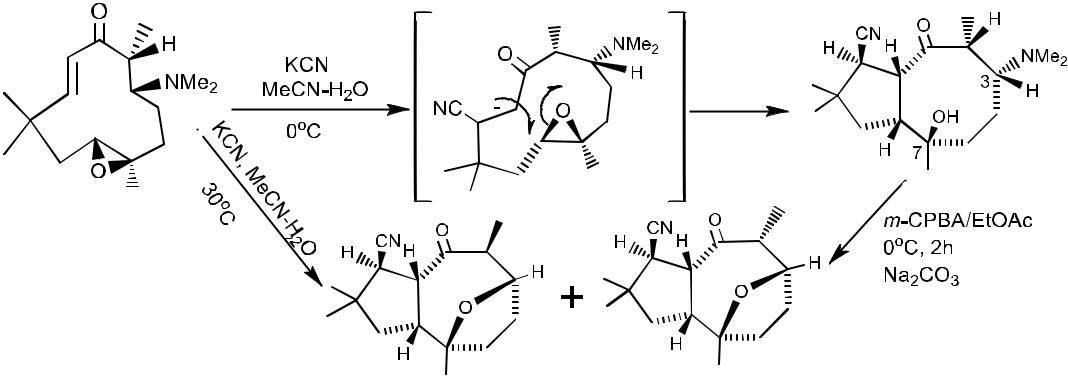 O
H
NMe2
O
KCN
MeCN-H2O
0°C
KCN, MeCN-H2O
30°C
O
NMe2
H
NC
-
O
CN
H
H
O
H
3
NMe2
H
OH
H
7
m-CPBA/EtOAc
0°C, 2h
Na2CO3
CN
H
H
O
H
O
H
+
CN
H
H
O
H
O
H